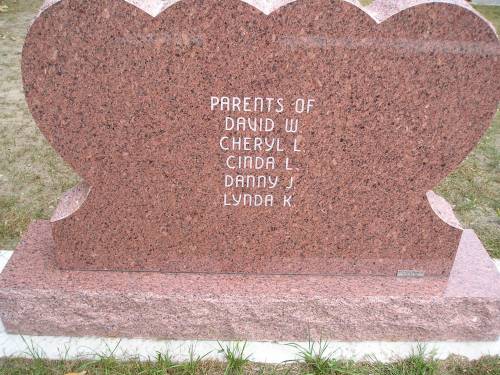 PARENTS OF
DAVID W.
CHERYL L.
CINDA L.
DANNY J.
LYNDA K.